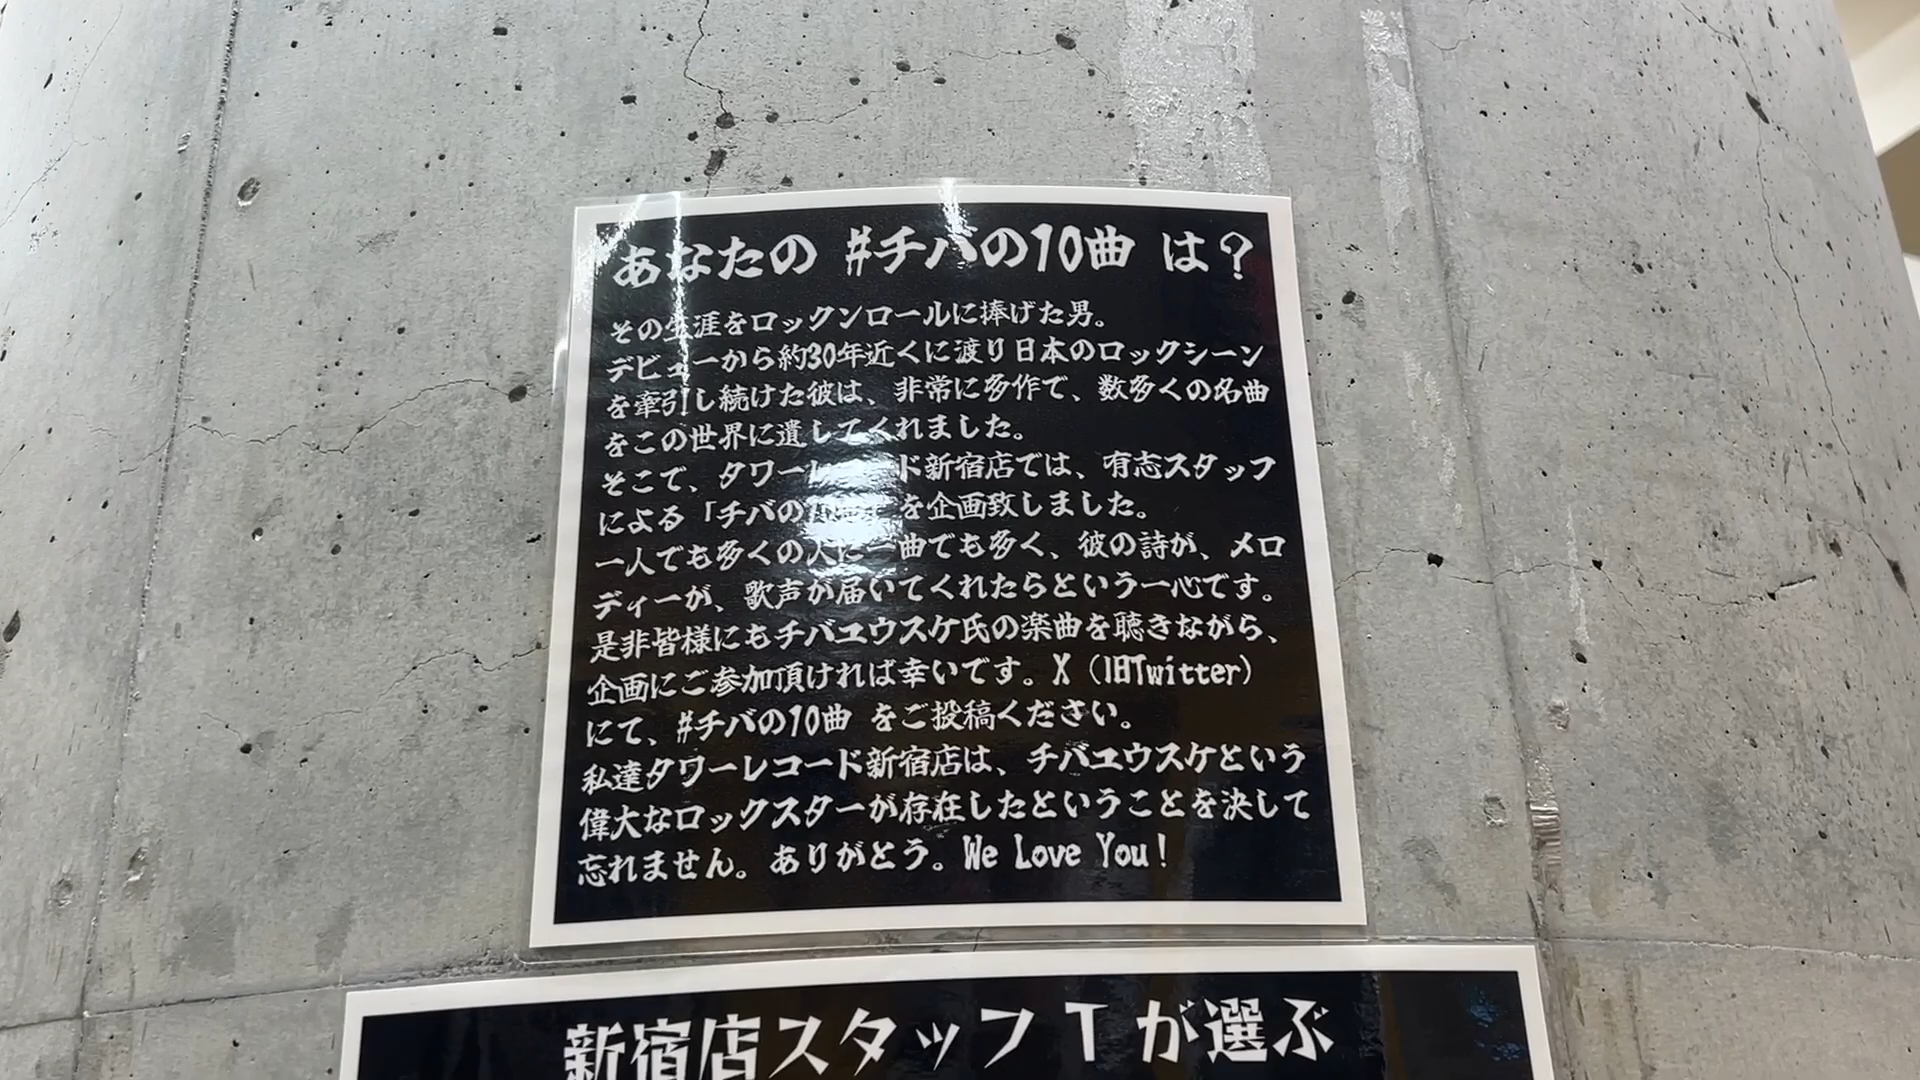 あなたの #チバの10曲 は?
その生涯をロックンロールに捧げた男。
デビューから約30年近くに渡り日本のロックシーン
を牽引し続けた彼は、非常に多作で、数多くの名曲
をこの世界に遺してくれました。
そこで、タワーレコード新宿店では、有志スタッフ
による「チバの10曲」を企画致しました。
一人でも多くの人に一曲でも多く、彼の詩が、メロ
ディーが、歌声が届いてくれたらという一心です。
是非皆様にもチバユウスケ氏の楽曲を聴きながら、
企画にご参加頂ければ幸いです。X(旧Twitter)
にて、#チバの10曲 をご投稿ください。
私達タワーレコード新宿店は、チバユウスケという
偉大なロックスターが存在したということを決して
忘れません。ありがとう。We Love You!
新宿店スタッフTが選ぶ